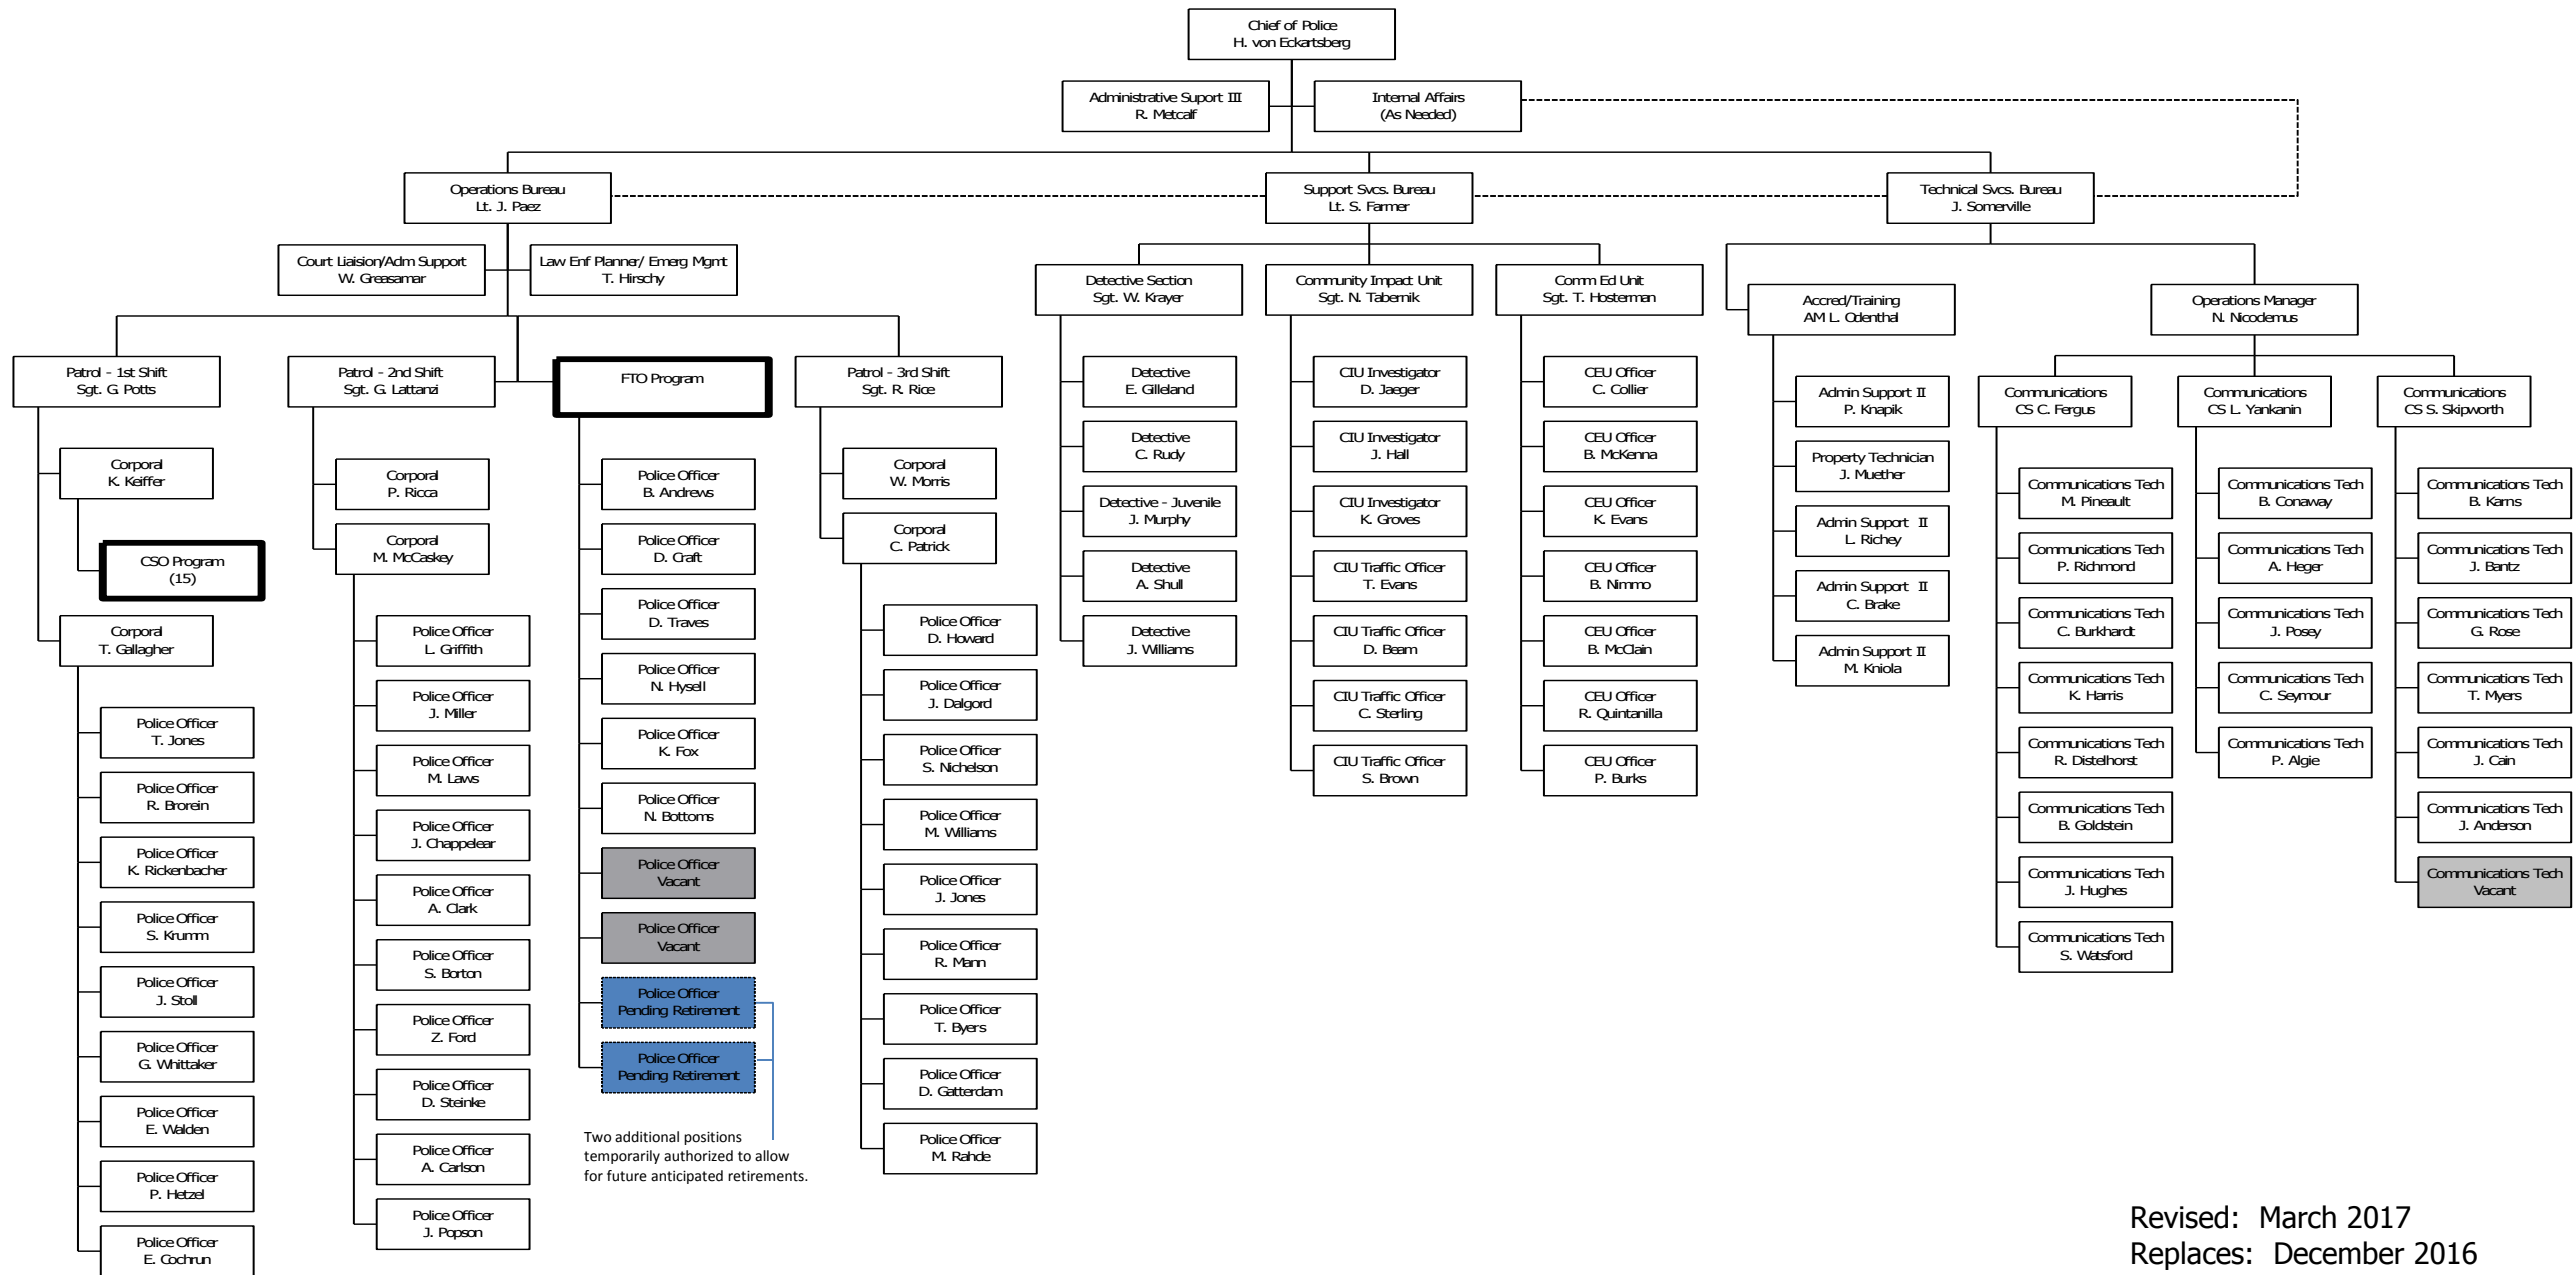 Chief of Police
H. von Eckartsberg
Administrative Suport III
R. Metcalf
Internal Affairs
(As Needed)
Operations Bureau
Lt. J. Paez
Support Svcs. Bureau
Lt. S. Farmer
Technical Svcs. Bureau
J. Somerville
Court Liaision/Adm Support
W. Greasamar
Law Enf Planner/ Emerg Mgmt
T. Hirschy
Detective Section
Sgt. W. Krayer
Community Impact Unit
Sgt. N. Tabernik
Comm Ed Unit
Sgt. T. Hosterman
Accred/Training
AM L. Odenthal
Operations Manager
N. Nicodemus
Patrol - 1st Shift
Sgt. G. Potts
Patrol - 2nd Shift
Sgt. G. Lattanzi
FTO Program
Patrol - 3rd Shift
Sgt. R. Rice
Corporal
K. Keiffer
CSO Program
(15)
Corporal
T. Gallagher
Police Officer
T. Jones
Police Officer
R. Brorein
Police Officer
K. Rickenbacher
Police Officer
S. Krumm
Police Officer
J. Stoll
Police Officer
G. Whittaker
Police Officer
E. Walden
Police Officer
P. Hetzel
Police Officer
E. Cochrun
Corporal
P. Ricca
Corporal
M. McCaskey
Police Officer
L. Griffith
Police Officer
J. Miller
Police Officer
M. Laws
Police Officer
J. Chappelear
Police Officer
A. Clark
Police Officer
S. Borton
Police Officer
Z. Ford
Police Officer
D. Steinke
Police Officer
A. Carlson
Police Officer
J. Popson
Police Officer
B. Andrews
Police Officer
D. Craft
Police Officer
D. Traves
Police Officer
N. Hysell
Police Officer
K. Fox
Police Officer
N. Bottoms
Police Officer
Vacant
Police Officer
Vacant
Police Officer
Pending Retirement
Police Officer
Pending Retirement
Two additional positions
temporarily authorized to allow
for future anticipated retirements.
Corporal
W. Morris
Corporal
C. Patrick
Police Officer
D. Howard
Police Officer
J. Dalgord
Police Officer
S. Nichelson
Police Officer
M. Williams
Police Officer
J. Jones
Police Officer
R. Mann
Police Officer
T. Byers
Police Officer
D. Gatterdam
Police Officer
M. Rahde
Detective
E. Gilleland
Detective
C. Rudy
Detective - Juvenile
J. Murphy
Detective
A. Shull
Detective
J. Williams
CIU Investigator
D. Jaeger
CIU Investigator
J. Hall
CIU Investigator
K. Groves
CIU Traffic Officer
T. Evans
CIU Traffic Officer
D. Beam
CIU Traffic Officer
C. Sterling
CIU Traffic Officer
S. Brown
CEU Officer
C. Collier
CEU Officer
B. McKenna
CEU Officer
K. Evans
CEU Officer
B. Nimmo
CEU Officer
B. McClain
CEU Officer
R. Quintanilla
CEU Officer
P. Burks
Admin Support II
P. Knapik
Property Technician
J. Muether
Admin Support II
L. Richey
Admin Support II
C. Brake
Admin Support II
M. Kniola
Communications
CS C. Fergus
Communications Tech
M. Pineault
Communications Tech
P. Richmond
Communications Tech
C. Burkhardt
Communications Tech
K. Harris
Communications Tech
R. Distelhorst
Communications Tech
B. Goldstein
Communications Tech
J. Hughes
Communications Tech
S. Watsford
Communications
CS L. Yankanin
Communications Tech
B. Conaway
Communications Tech
A. Heger
Communications Tech
J. Posey
Communications Tech
C. Seymour
Communications Tech
P. Algie
Communications
CS S. Skipworth
Communications Tech
B. Karns
Communications Tech
J. Bantz
Communications Tech
G. Rose
Communications Tech
T. Myers
Communications Tech
J. Cain
Communications Tech
J. Anderson
Communications Tech
Vacant
Revised: March 2017
Replaces: December 2016